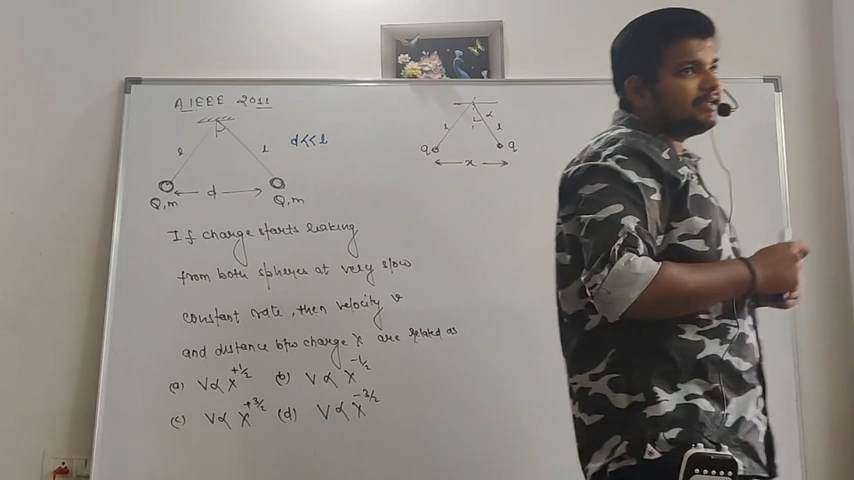 AIEEE 2011
l l d<<l
d
Q,m Q,m
α
l l
q q
x
If charge starts leaking
from both spheres at very slow
constant rate, then velocity v
and distance btw charge x are related as
(a) V∝x^{+1/2} (b) V∝x^{-1/2}
(c) V∝x^{+3/2} (d) V∝x^{-3/2}